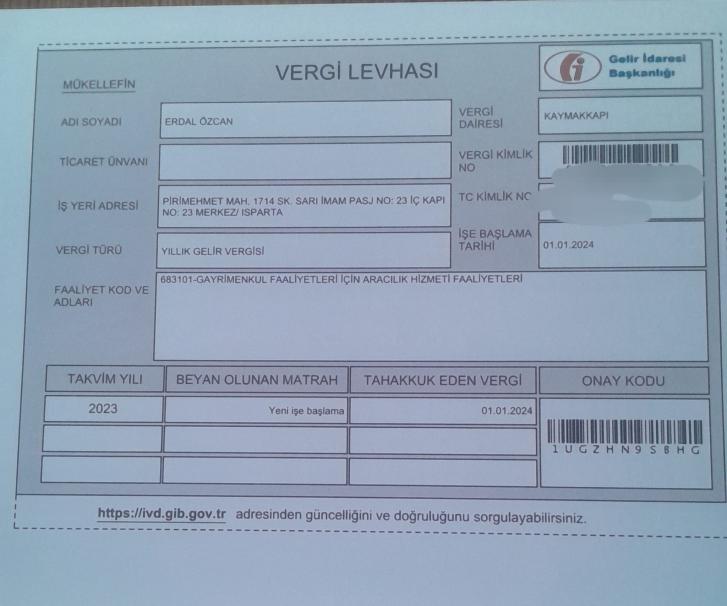 VERGİ LEVHASI
Gelir İdaresi
Başkanlığı
MÜKELLEFİN
ADI SOYADI
ERDAL ÖZCAN
VERGİ
DAİRESİ
KAYMAKKAPI
TİCARET ÜNVANI
VERGİ KİMLİK
NO
İŞ YERİ ADRESİ
PİRİMEHMET MAH. 1714 SK. SARI İMAM PASJ NO: 23 İÇ KAPI
NO: 23 MERKEZ/ ISPARTA
TC KİMLİK NO
VERGİ TÜRÜ
YILLIK GELİR VERGİSİ
İŞE BAŞLAMA
TARİHİ
01.01.2024
FAALİYET KOD VE
ADLARI
683101-GAYRİMENKUL FAALİYETLERİ İÇİN ARACILIK HİZMETİ FAALİYETLERİ
TAKVİM YILI
BEYAN OLUNAN MATRAH
TAHAKKUK EDEN VERGİ
ONAY KODU
2023
Yeni işe başlama
01.01.2024
1UGZHN9SBHG
https://ivd.gib.gov.tr adresinden güncelliğini ve doğruluğunu sorgulayabilirsiniz.